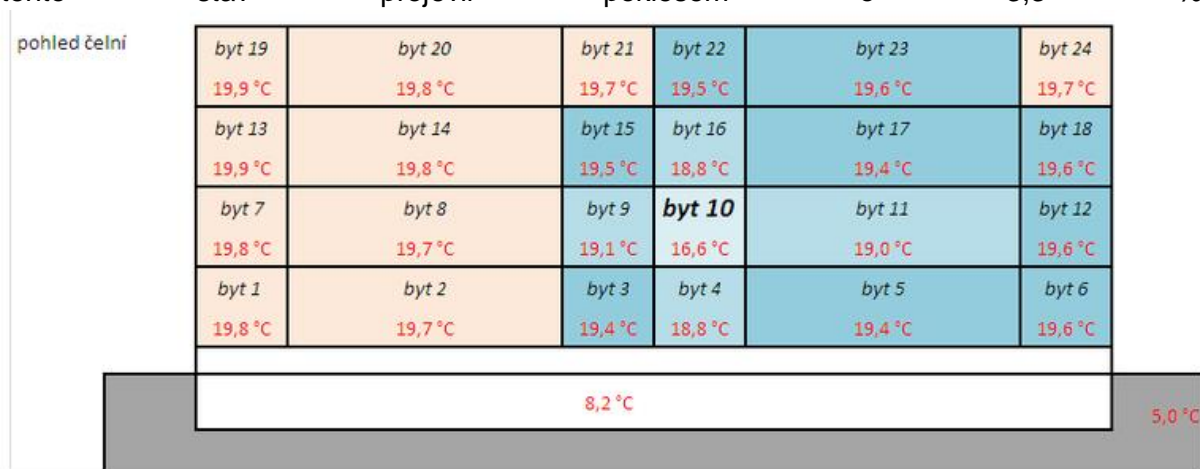 pohled čelní
byt 19 byt 20 byt 21 byt 22 byt 23 byt 24
19,9 °C 19,8 °C 19,7 °C 19,5 °C 19,6 °C 19,7 °C
byt 13 byt 14 byt 15 byt 16 byt 17 byt 18
19,9 °C 19,8 °C 19,5 °C 18,8 °C 19,4 °C 19,6 °C
byt 7 byt 8 byt 9 byt 10 byt 11 byt 12
19,8 °C 19,7 °C 19,1 °C 16,6 °C 19,0 °C 19,6 °C
byt 1 byt 2 byt 3 byt 4 byt 5 byt 6
19,8 °C 19,7 °C 19,4 °C 18,8 °C 19,4 °C 19,6 °C
8,2 °C
5,0 °C